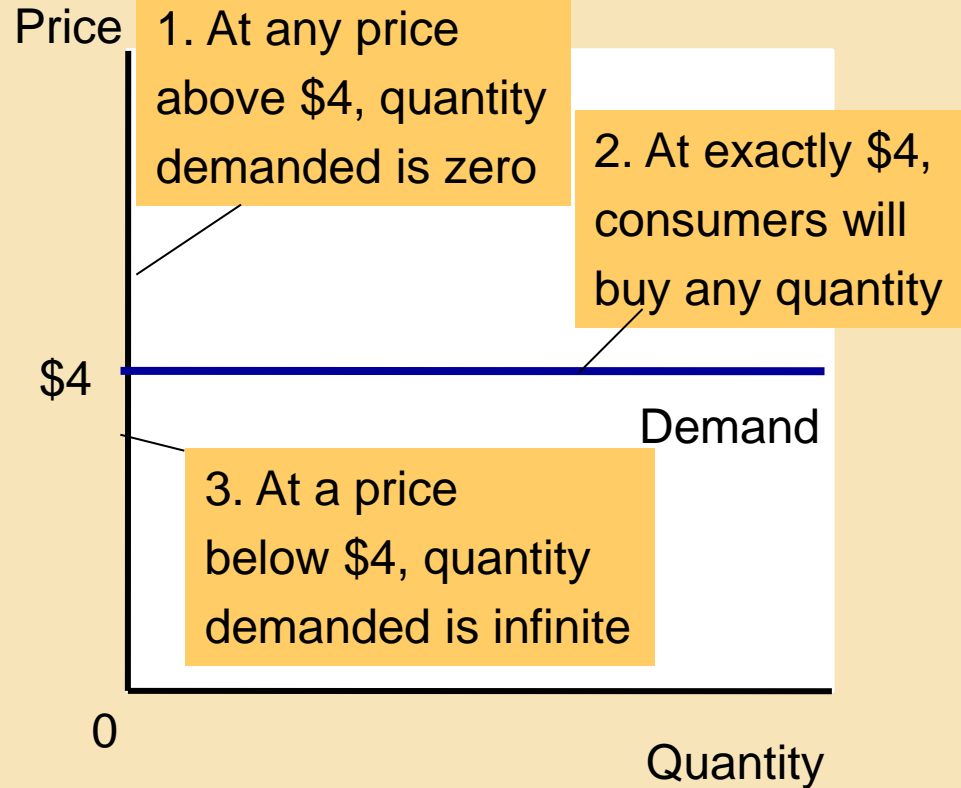 Price
1. At any price
above $4, quantity
demanded is zero
2. At exactly $4,
consumers will
buy any quantity
$4
Demand
3. At a price
below $4, quantity
demanded is infinite
0
Quantity